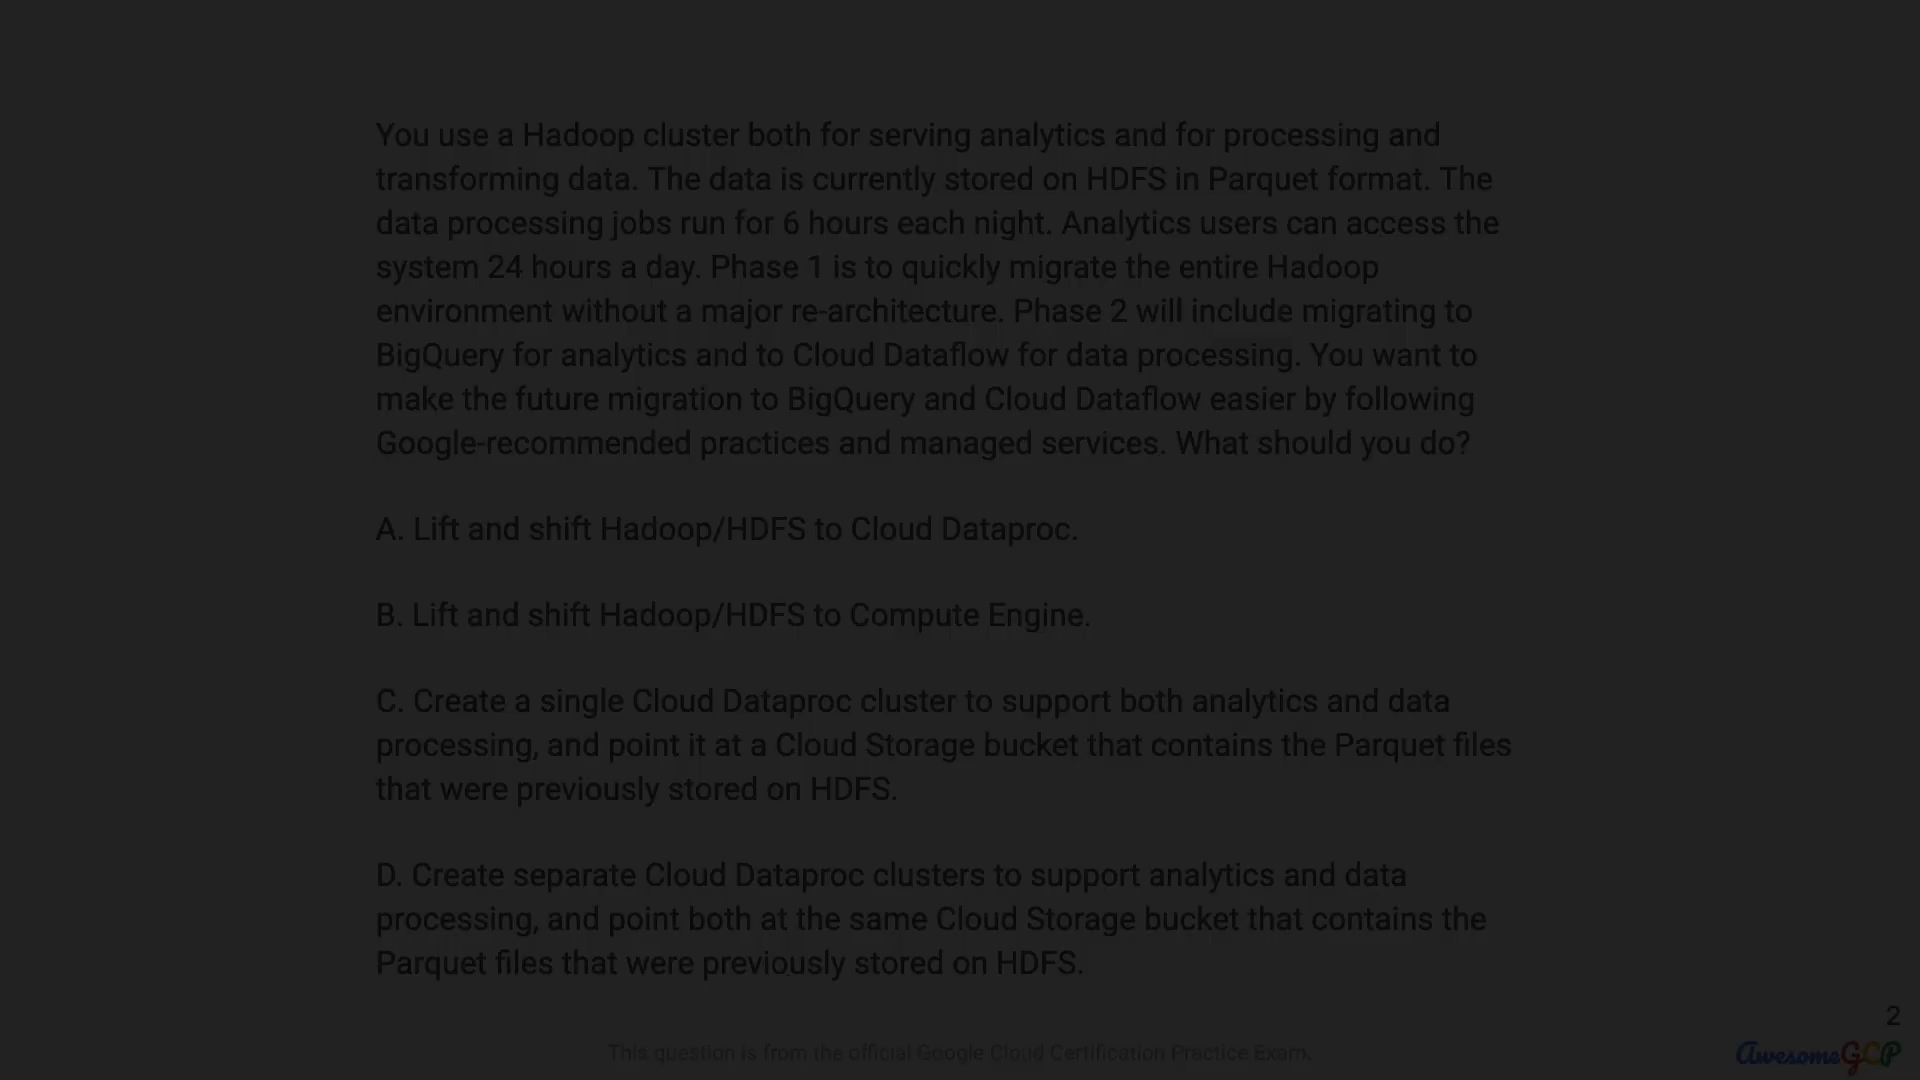 You use a Hadoop cluster both for serving analytics and for processing and
transforming data. The data is currently stored on HDFS in Parquet format. The
data processing jobs run for 6 hours each night. Analytics users can access the
system 24 hours a day. Phase 1 is to quickly migrate the entire Hadoop
environment without a major re-architecture. Phase 2 will include migrating to
BigQuery for analytics and to Cloud Dataflow for data processing. You want to
make the future migration to BigQuery and Cloud Dataflow easier by following
Google-recommended practices and managed services. What should you do?
A. Lift and shift Hadoop/HDFS to Cloud Dataproc.
B. Lift and shift Hadoop/HDFS to Compute Engine.
C. Create a single Cloud Dataproc cluster to support both analytics and data
processing, and point it at a Cloud Storage bucket that contains the Parquet files
that were previously stored on HDFS.
D. Create separate Cloud Dataproc clusters to support analytics and data
processing, and point both at the same Cloud Storage bucket that contains the
Parquet files that were previously stored on HDFS.
2
This question is from the official Google Cloud Certification Practice Exam.
AwesomeGCP